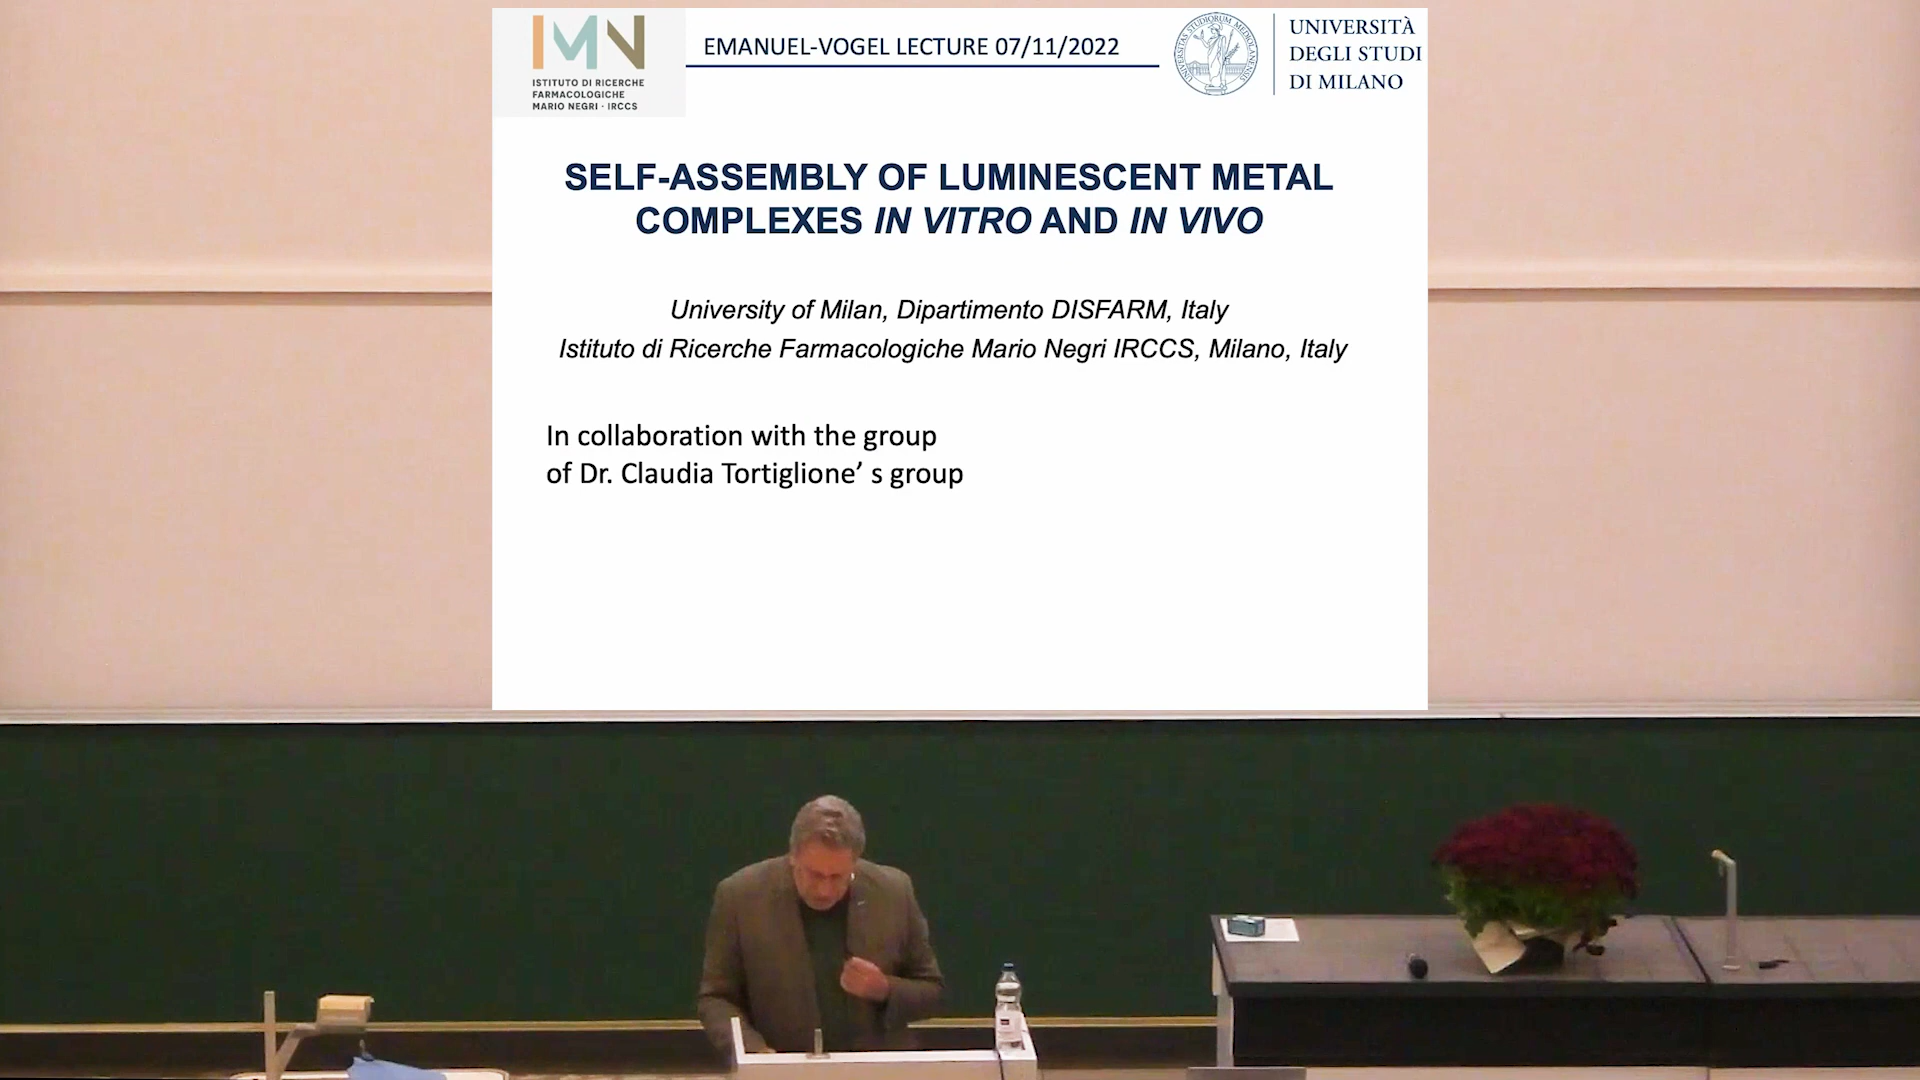 IMN
ISTITUTO DI RICERCHE
FARMACOLOGICHE
MARIO NEGRI · IRCCS
EMANUEL-VOGEL LECTURE 07/11/2022
UNIVERSITÀ
DEGLI STUDI
DI MILANO
SELF-ASSEMBLY OF LUMINESCENT METAL
COMPLEXES IN VITRO AND IN VIVO
University of Milan, Dipartimento DISFARM, Italy
Istituto di Ricerche Farmacologiche Mario Negri IRCCS, Milano, Italy
In collaboration with the group
of Dr. Claudia Tortiglione’ s group